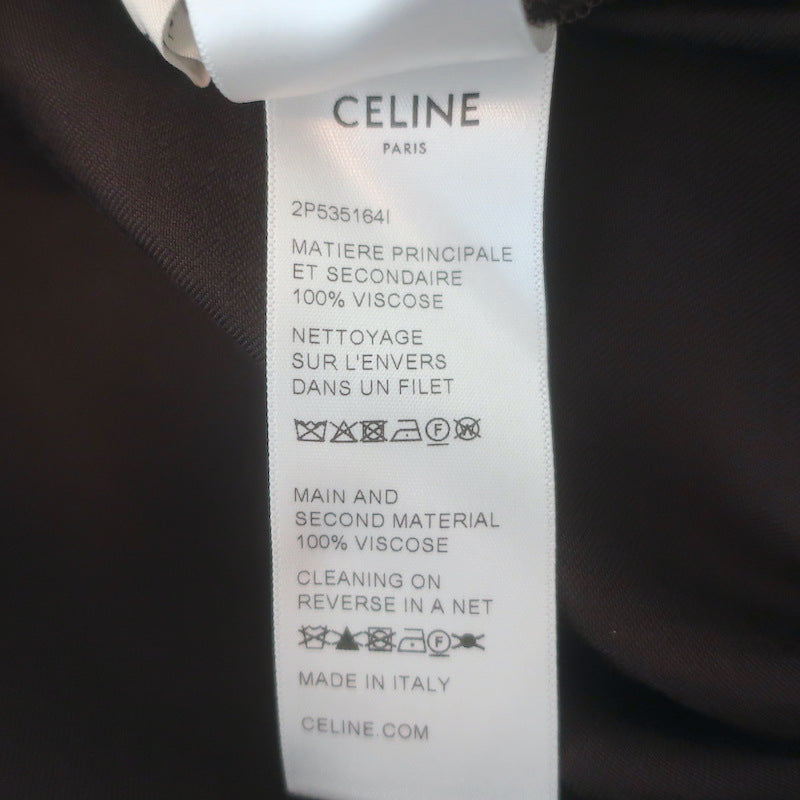 CELINE
PARIS
2P535164I
MATIERE PRINCIPALE
ET SECONDAIRE
100% VISCOSE
NETTOYAGE
SUR L'ENVERS
DANS UN FILET
F W
MAIN AND
SECOND MATERIAL
100% VISCOSE
CLEANING ON
REVERSE IN A NET
F
MADE IN ITALY
CELINE.COM